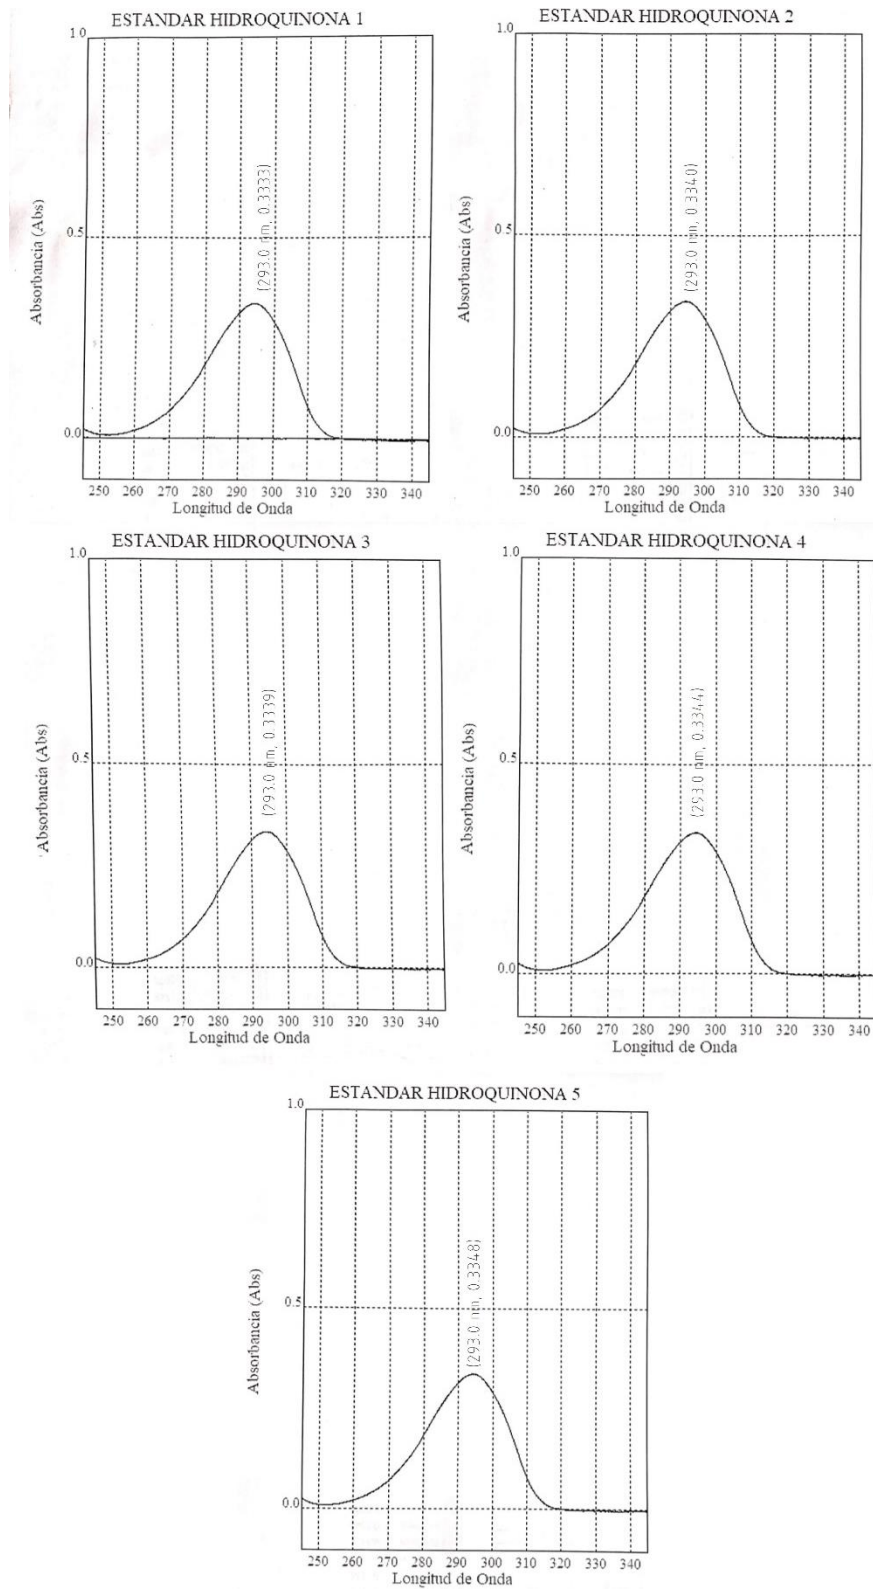 ESTANDAR HIDROQUINONA 1
1.0
0.5
0.0
Absorbancia (Abs)
(293.0 nm, 0.3333)
250 260 270 280 290 300 310 320 330 340
Longitud de Onda
ESTANDAR HIDROQUINONA 2
1.0
0.5
0.0
Absorbancia (Abs)
(293.0 nm, 0.3340)
250 260 270 280 290 300 310 320 330 340
Longitud de Onda
ESTANDAR HIDROQUINONA 3
1.0
0.5
0.0
Absorbancia (Abs)
(293.0 nm, 0.3339)
250 260 270 280 290 300 310 320 330 340
Longitud de Onda
ESTANDAR HIDROQUINONA 4
1.0
0.5
0.0
Absorbancia (Abs)
(293.0 nm, 0.3344)
250 260 270 280 290 300 310 320 330 340
Longitud de Onda
ESTANDAR HIDROQUINONA 5
1.0
0.5
0.0
Absorbancia (Abs)
(293.0 nm, 0.3348)
250 260 270 280 290 300 310 320 330 340
Longitud de Onda